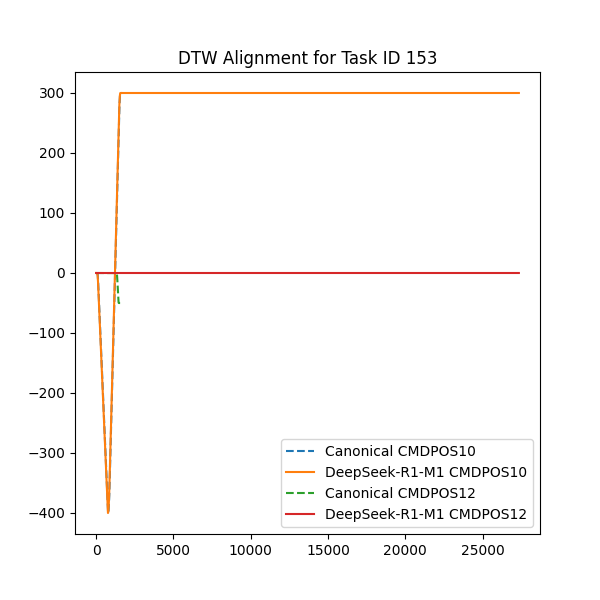 DTW Alignment for Task ID 153
300
200
100
0
−100
−200
−300
−400
0 5000 10000 15000 20000 25000
Canonical CMDPOS10
DeepSeek-R1-M1 CMDPOS10
Canonical CMDPOS12
DeepSeek-R1-M1 CMDPOS12